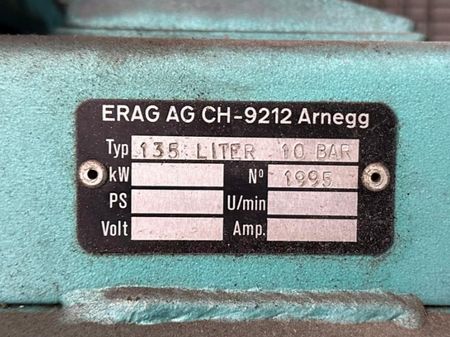 ERAG AG CH-9212 Arnegg
Typ 135 LITER 10 BAR
kW Nº 1995
PS U/min
Volt Amp.